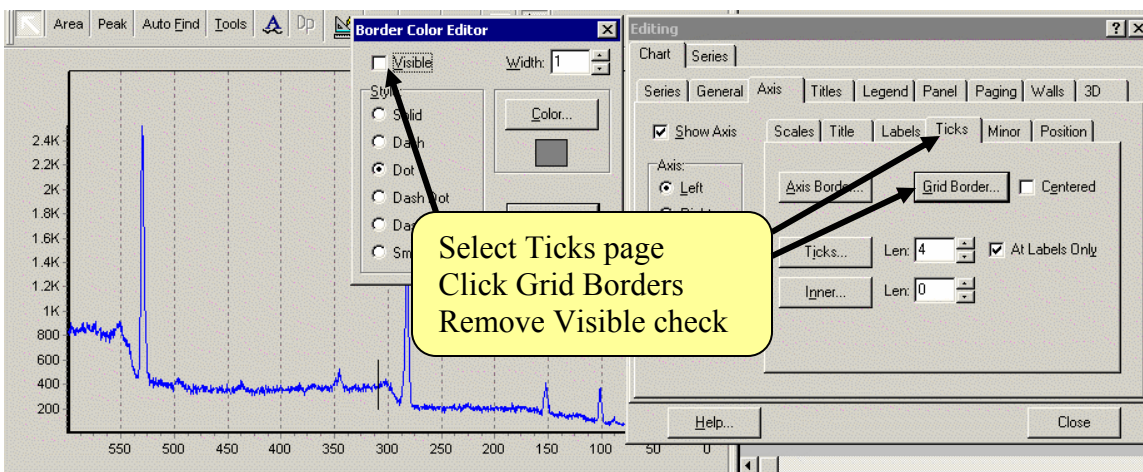 Area Peak Auto Find Tools Dp
Border Color Editor
Visible
Width: 1
Style
Solid
Dash
Dot
Dash Dot
Color...
Editing
Chart Series
Series General Axis Titles Legend Panel Paging Walls 3D
Show Axis
Scales Title Labels Ticks Minor Position
Axis:
Left
Axis Border...
Grid Border...
Centered
Ticks...
Len: 4
At Labels Only
Inner...
Len: 0
Help...
Close
Select Ticks page
Click Grid Borders
Remove Visible check
2.4K
2.2K
2K
1.8K
1.6K
1.4K
1.2K
1K
800
600
400
200
550 500 450 400 350 300 250 200 150 100 50 0